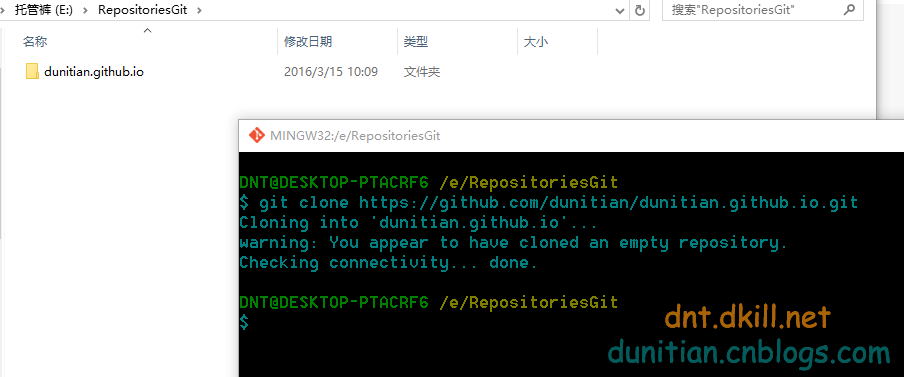 托管裤 (E:) › RepositoriesGit ›
搜索"RepositoriesGit"
名称 修改日期 类型 大小
dunitian.github.io 2016/3/15 10:09 文件夹
MINGW32:/e/RepositoriesGit
DNT@DESKTOP-PTACRF6 /e/RepositoriesGit
$ git clone https://github.com/dunitian/dunitian.github.io.git
Cloning into 'dunitian.github.io'...
warning: You appear to have cloned an empty repository.
Checking connectivity... done.
DNT@DESKTOP-PTACRF6 /e/RepositoriesGit
$
dnt.dkill.net
dunitian.cnblogs.com